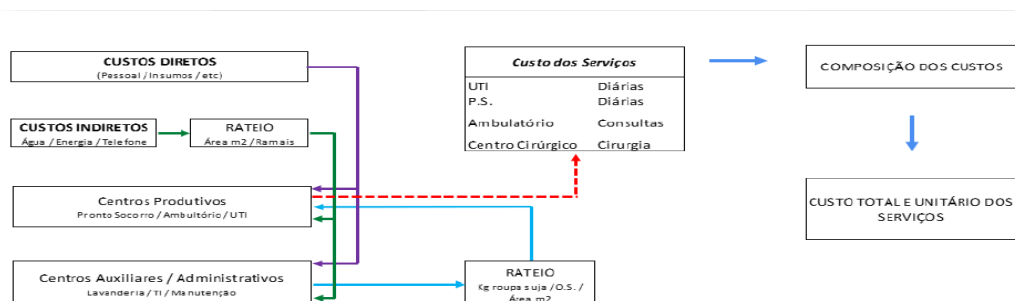 CUSTOS DIRETOS
(Pessoal / Insumos / etc)
CUSTOS INDIRETOS
Água / Energia / Telefone
RATEIO
Área m2 / Ramais
Centros Produtivos
Pronto Socorro / Ambultório / UTI
Centros Auxiliares / Administrativos
Lavanderia / TI / Manutenção
Custo dos Serviços
UTI Diárias
P.S. Diárias
Ambulatório Consultas
Centro Cirúrgico Cirurgia
RATEIO
Kg roupa suja / O.S. /
Área m2
COMPOSIÇÃO DOS CUSTOS
CUSTO TOTAL E UNITÁRIO DOS
SERVIÇOS